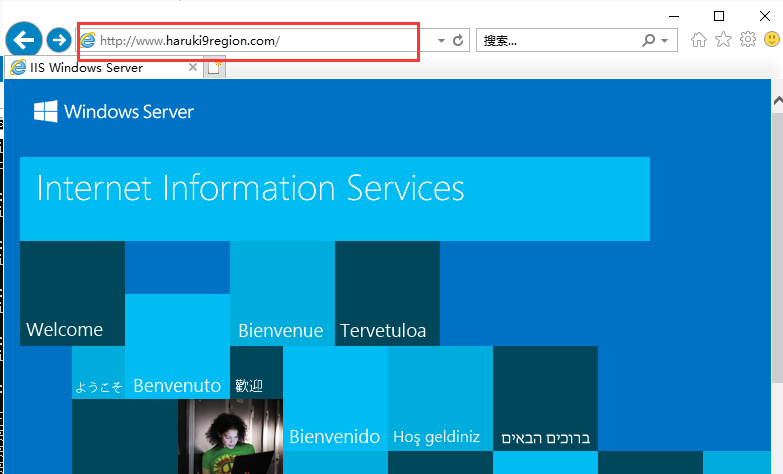 http://www.haruki9region.com/
搜索...
IIS Windows Server
Windows Server
Internet Information Services
Welcome
Bienvenue
Tervetuloa
ようこそ
Benvenuto
歡迎
Bienvenido
Hoş geldiniz
ברוכים הבאים